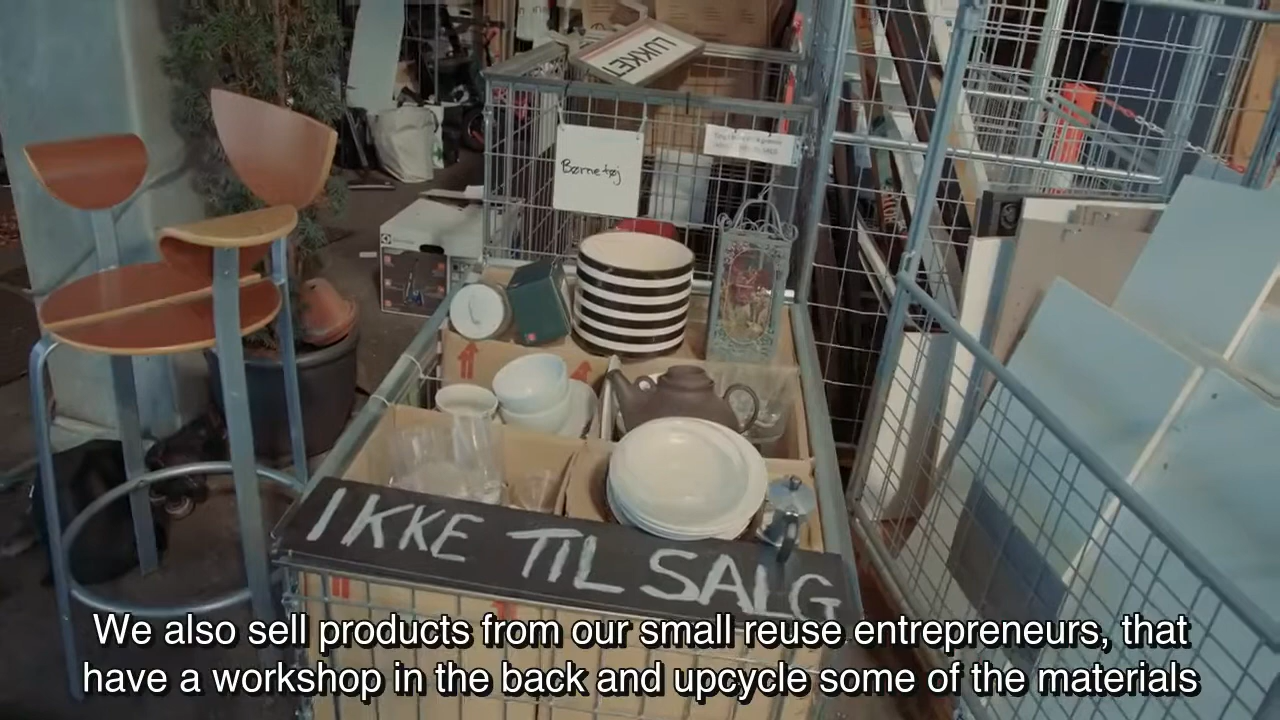 LUKKET
Børnetøj
IKKE TIL SALG
We also sell products from our small reuse entrepreneurs, that
have a workshop in the back and upcycle some of the materials